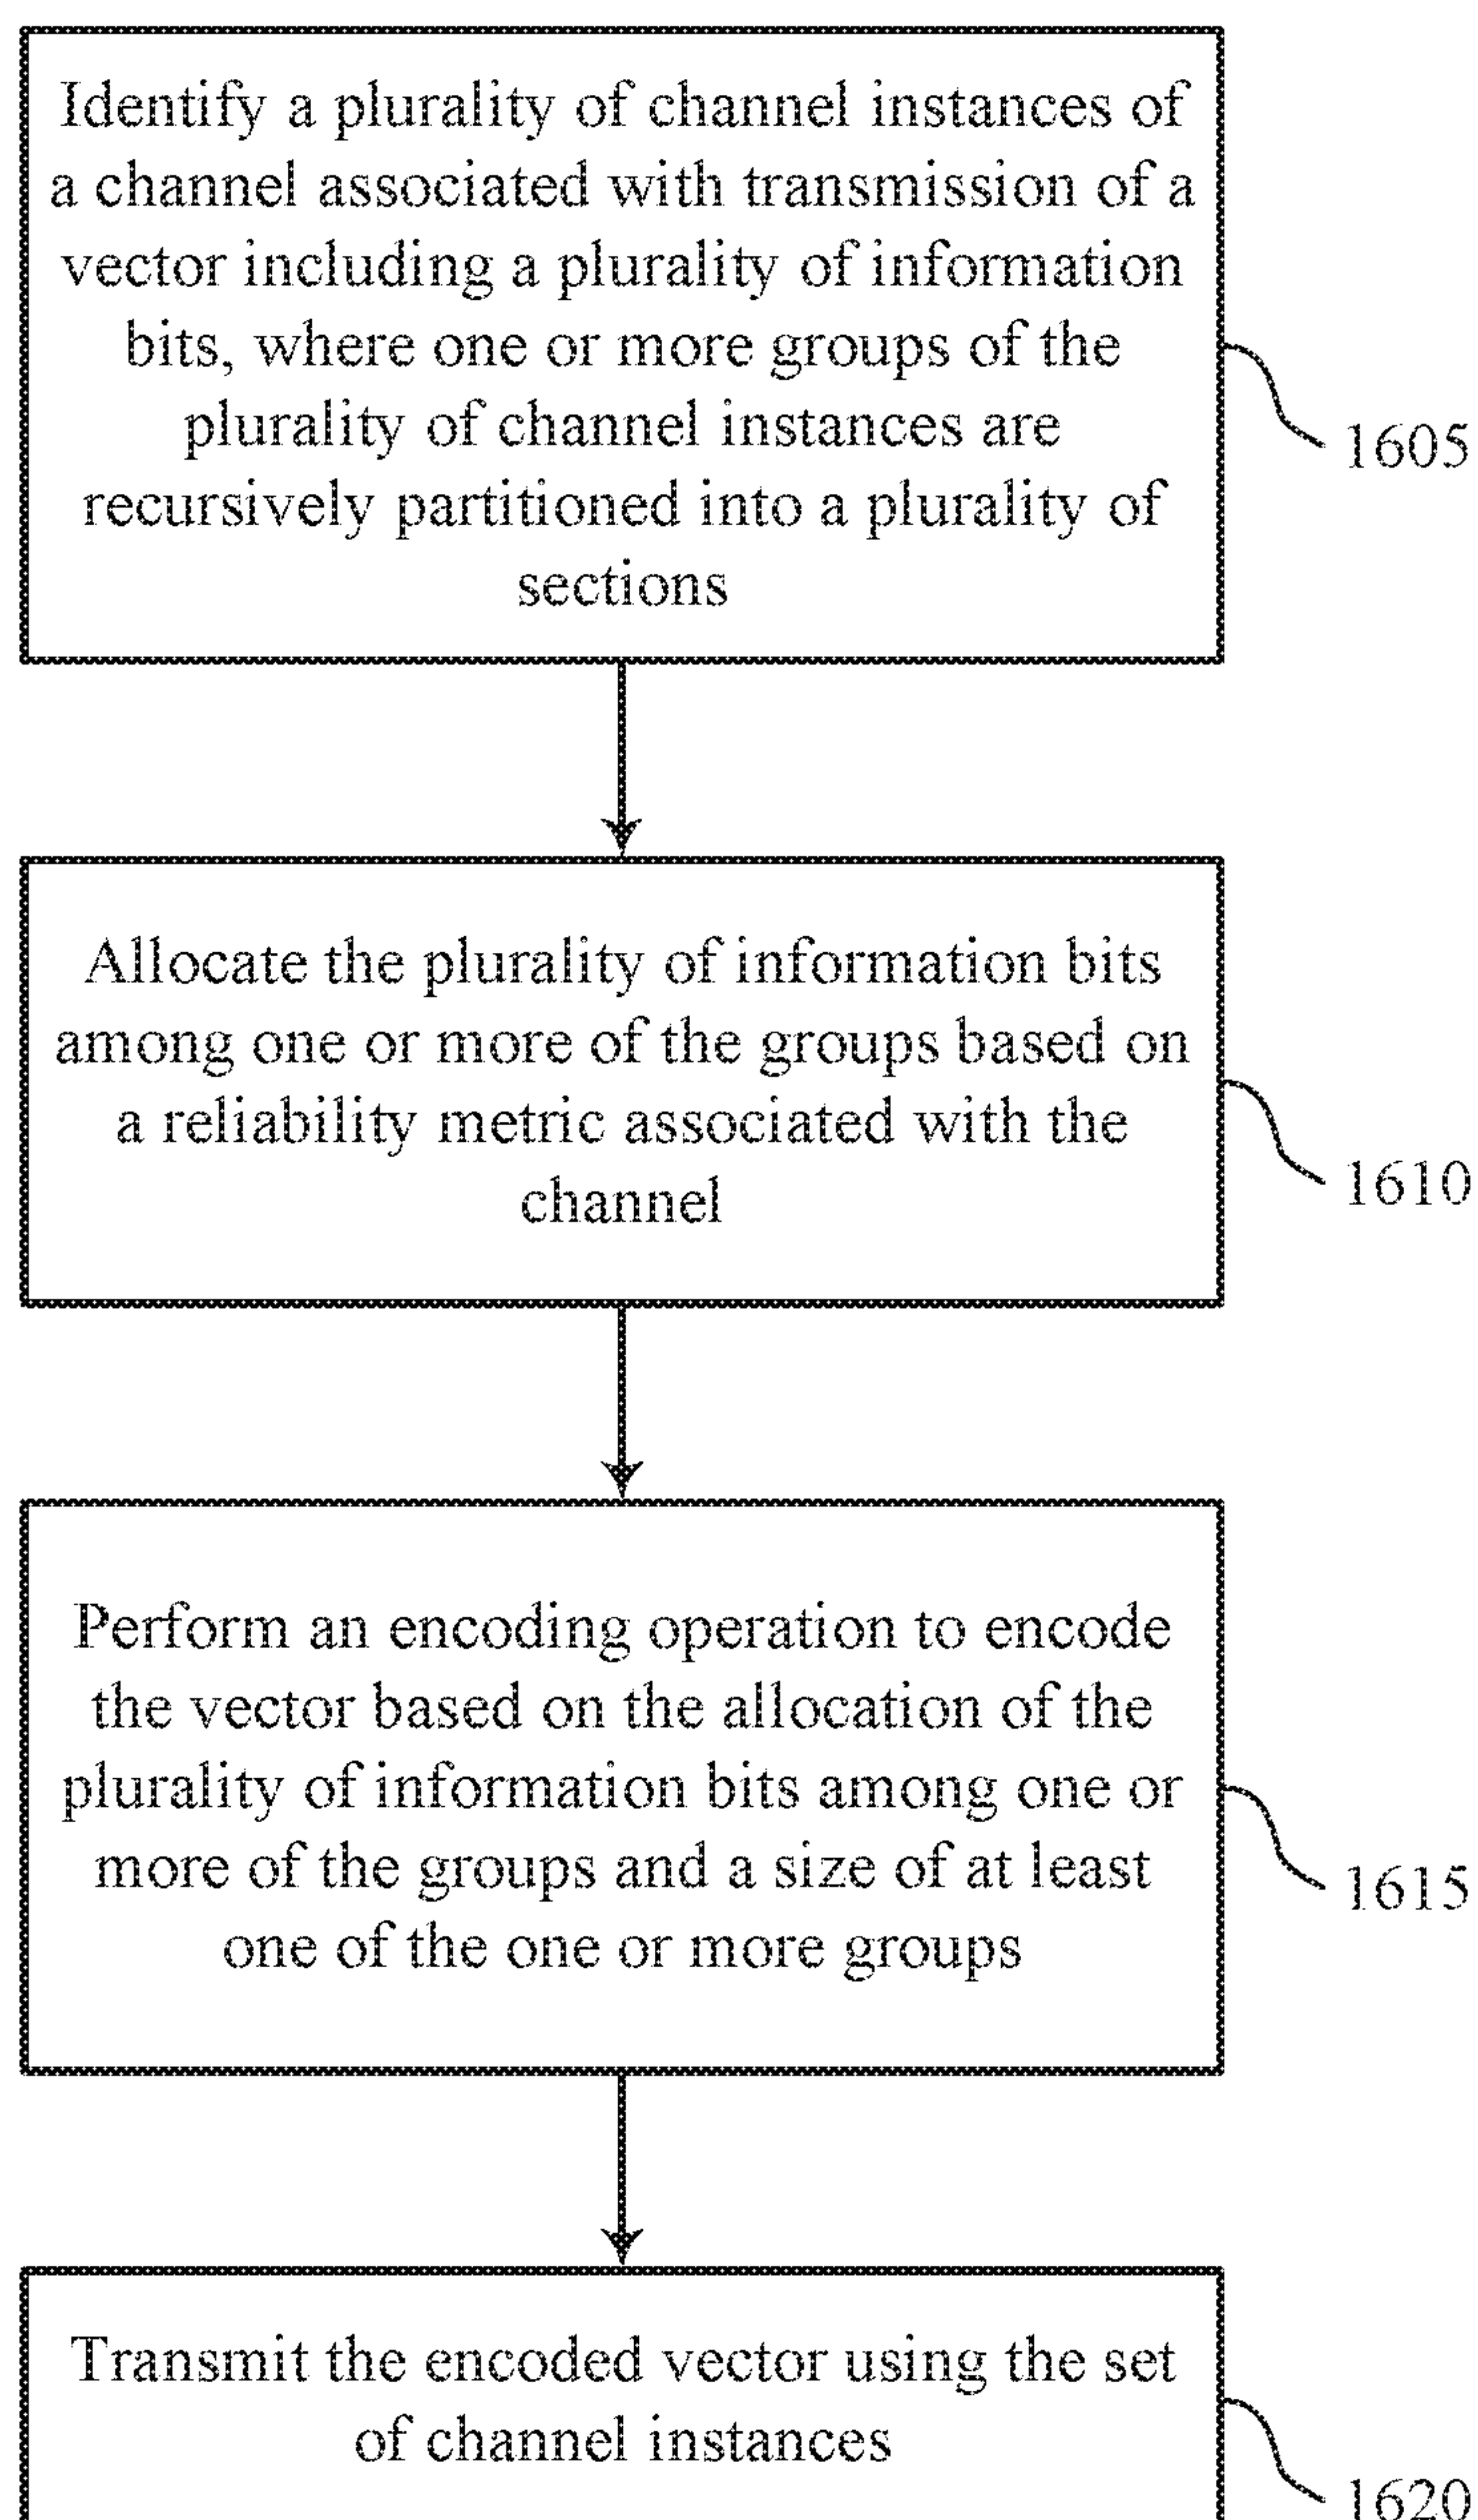 Identify a plurality of channel instances of
a channel associated with transmission of a
vector including a plurality of information
bits, where one or more groups of the
plurality of channel instances are
recursively partitioned into a plurality of
sections
1605
Allocate the plurality of information bits
among one or more of the groups based on
a reliability metric associated with the
channel
1610
Perform an encoding operation to encode
the vector based on the allocation of the
plurality of information bits among one or
more of the groups and a size of at least
one of the one or more groups
1615
Transmit the encoded vector using the set
of channel instances
1620